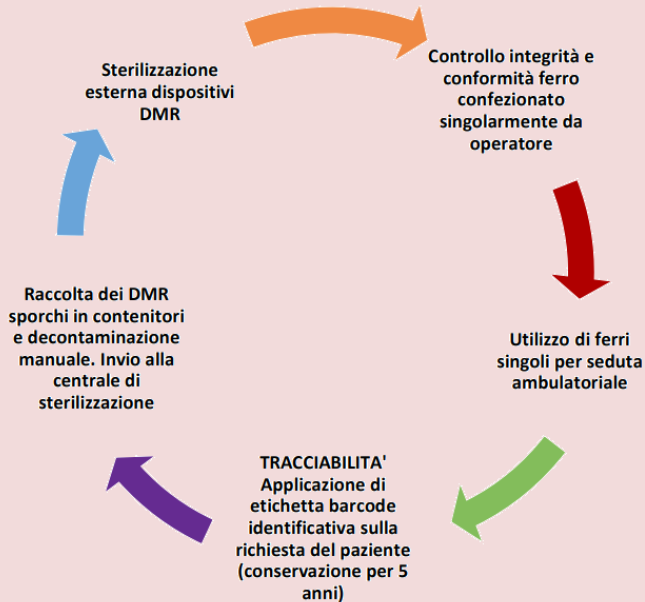 Sterilizzazione
esterna dispositivi
DMR
Controllo integrità e
conformità ferro
confezionato
singolarmente da
operatore
Utilizzo di ferri
singoli per seduta
ambulatoriale
TRACCIABILITA'
Applicazione di
etichetta barcode
identificativa sulla
richiesta del paziente
(conservazione per 5
anni)
Raccolta dei DMR
sporchi in contenitori
e decontaminazione
manuale. Invio alla
centrale di
sterilizzazione